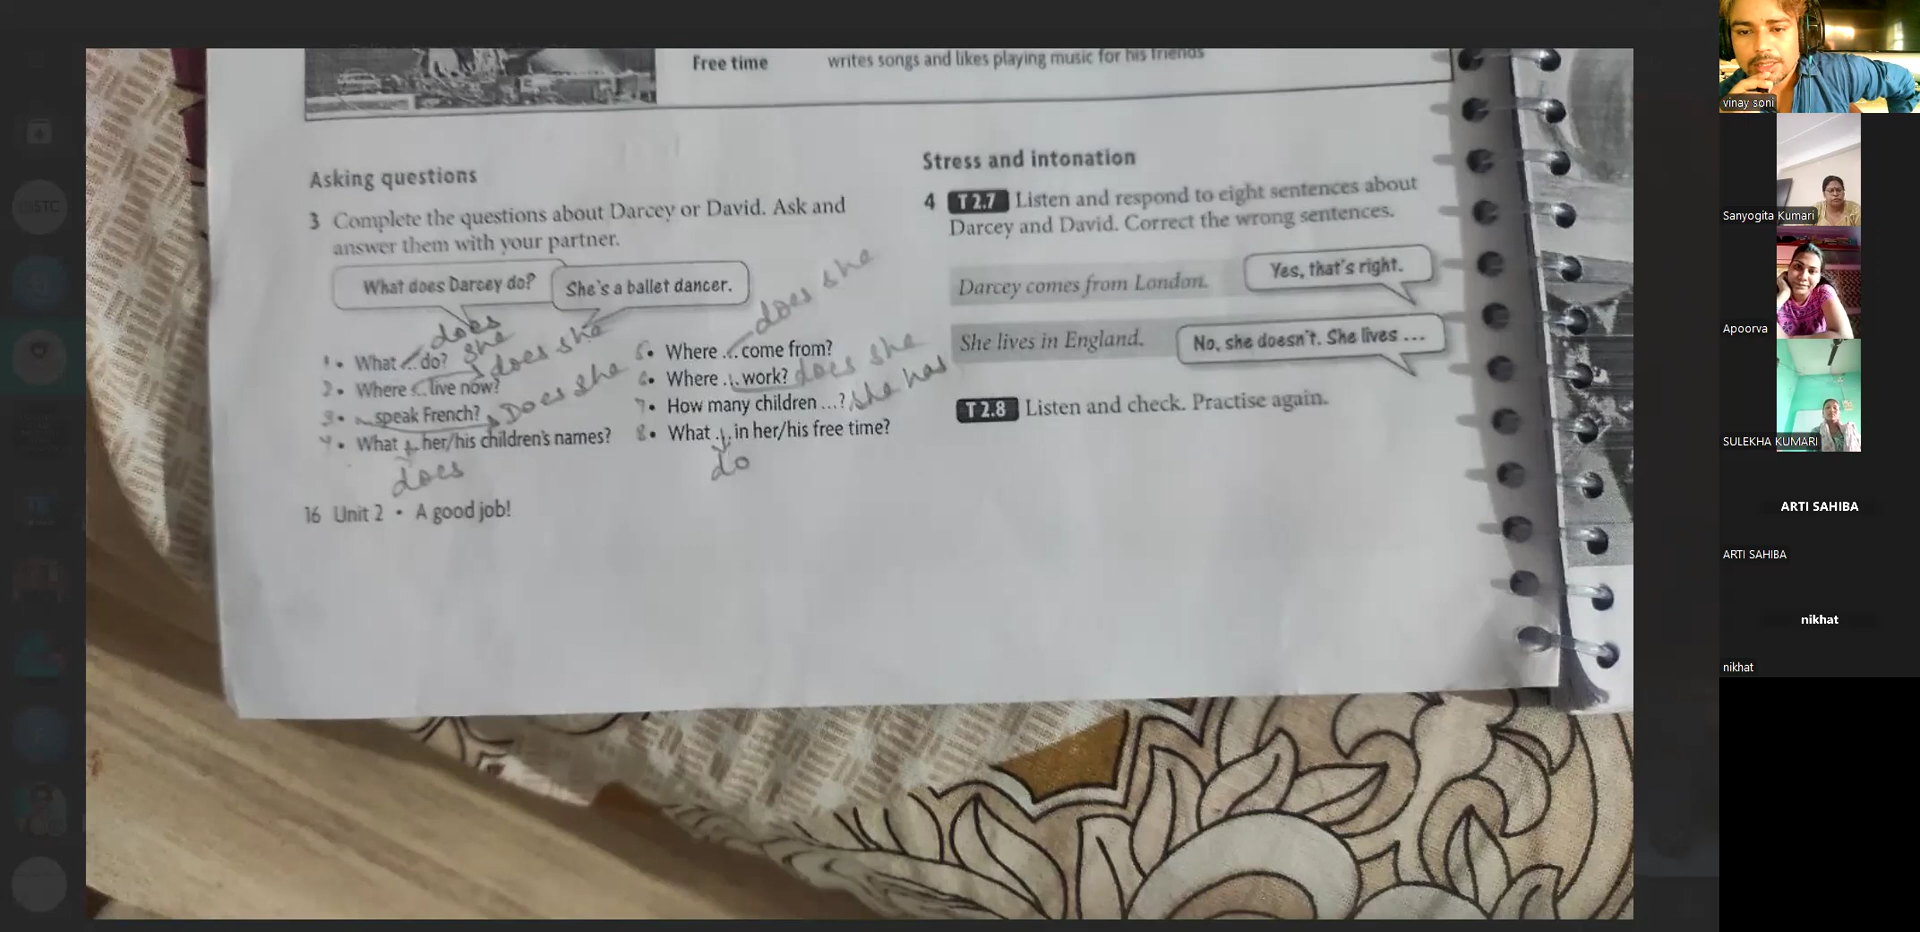 Free time writes songs and likes playing music for his friends
Asking questions
3 Complete the questions about Darcey or David. Ask and
answer them with your partner.
What does Darcey do?
She's a ballet dancer.
does she
does
she
1 • What ... do?
does she
2 • Where ... live now?
Does she
3 • ... speak French?
4 • What ... her/his children's names?
does
5 • Where ... come from?
6 • Where ... work? does she
7 • How many children ...? she has
8 • What ... in her/his free time?
do
16 Unit 2 • A good job!
Stress and intonation
4 T 2.7 Listen and respond to eight sentences about
Darcey and David. Correct the wrong sentences.
Darcey comes from London.
Yes, that's right.
She lives in England.
No, she doesn't. She lives ...
T 2.8 Listen and check. Practise again.
vinay soni
Sanyogita Kumari
Apoorva
SULEKHA KUMARI
ARTI SAHIBA
ARTI SAHIBA
nikhat
nikhat